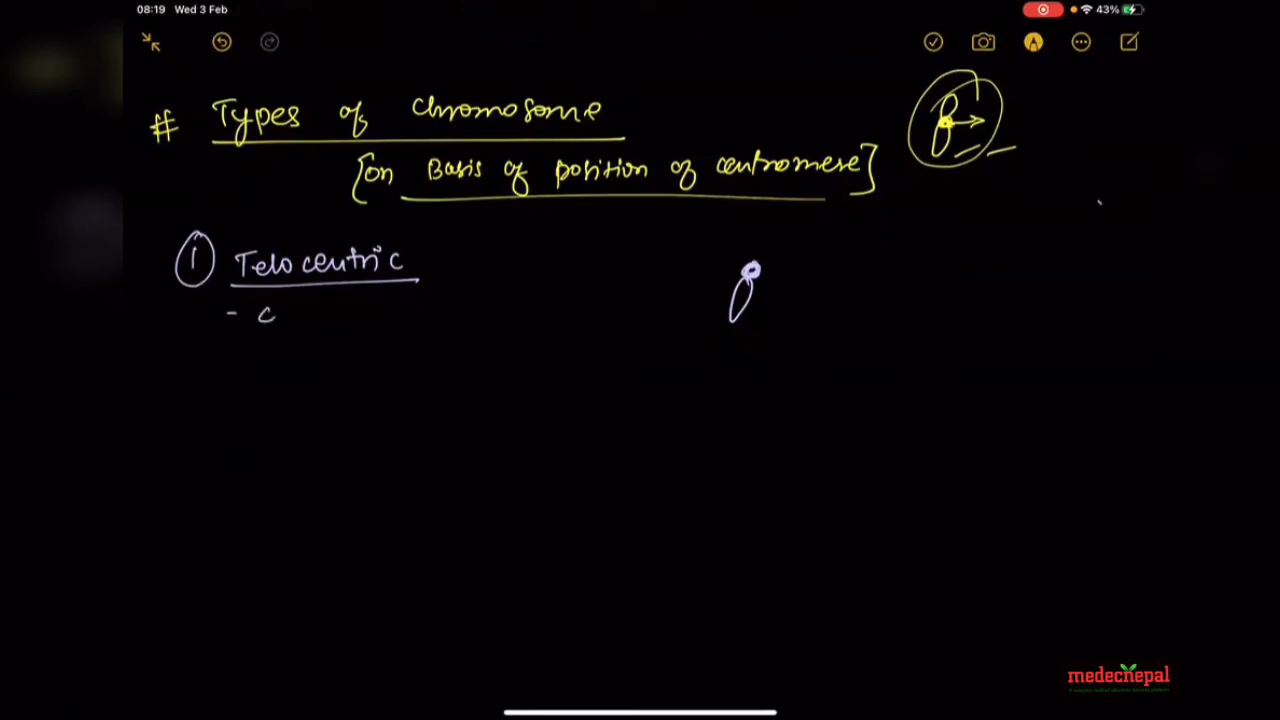 08:19 Wed 3 Feb
43%
# Types of chromosome
[on Basis of position of centromere]
① Telocentric
- c
medecnepal